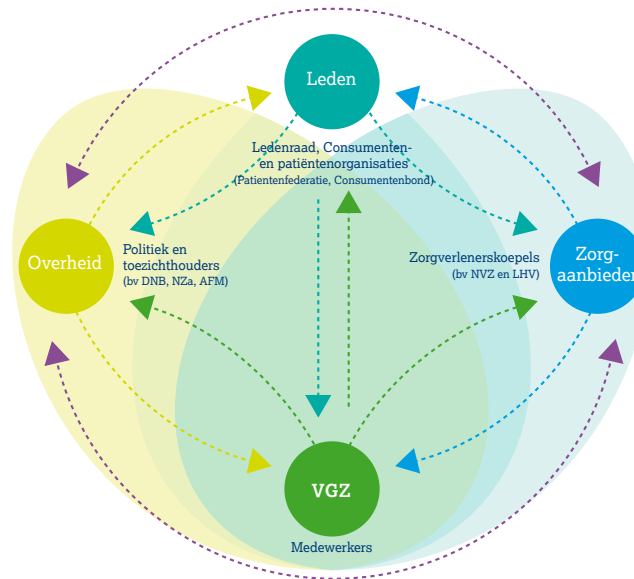 Leden
Ledenraad, Consumenten-
en patiëntenorganisaties
(Patientenfederatie, Consumentenbond)
Overheid
Politiek en
toezichthouders
(bv DNB, NZa, AFM)
Zorgverlenerskoepels
(bv NVZ en LHV)
Zorg-
aanbieder
VGZ
Medewerkers